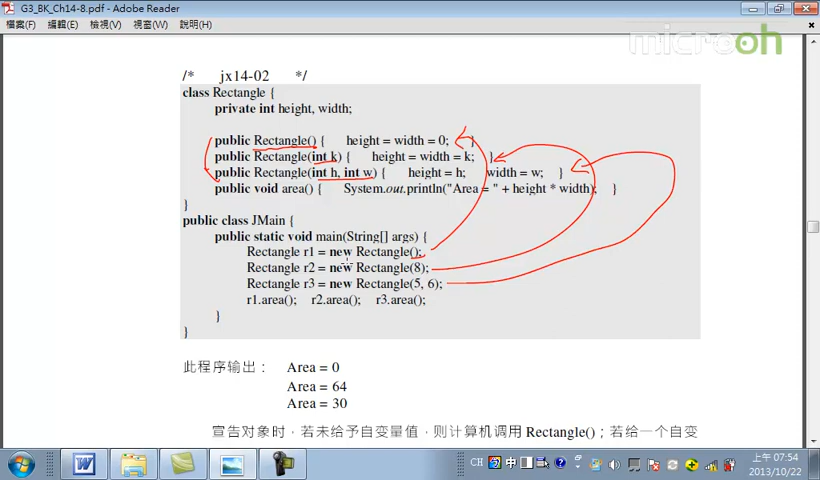 G3_BK_Ch14-8.pdf - Adobe Reader
檔案(F) 編輯(E) 檢視(V) 視窗(W) 說明(H)
microoh
/* jx14-02 */
class Rectangle {
private int height, width;
public Rectangle() { height = width = 0; }
public Rectangle(int k) { height = width = k; }
public Rectangle(int h, int w) { height = h; width = w; }
public void area() { System.out.println("Area = " + height * width); }
}
public class JMain {
public static void main(String[] args) {
Rectangle r1 = new Rectangle();
Rectangle r2 = new Rectangle(8);
Rectangle r3 = new Rectangle(5, 6);
r1.area(); r2.area(); r3.area();
}
}
此程序输出： Area = 0
Area = 64
Area = 30
宣告对象时，若未给予自变量值，则计算机调用 Rectangle()；若给一个自变
CH 中
上午 07:54
2013/10/22